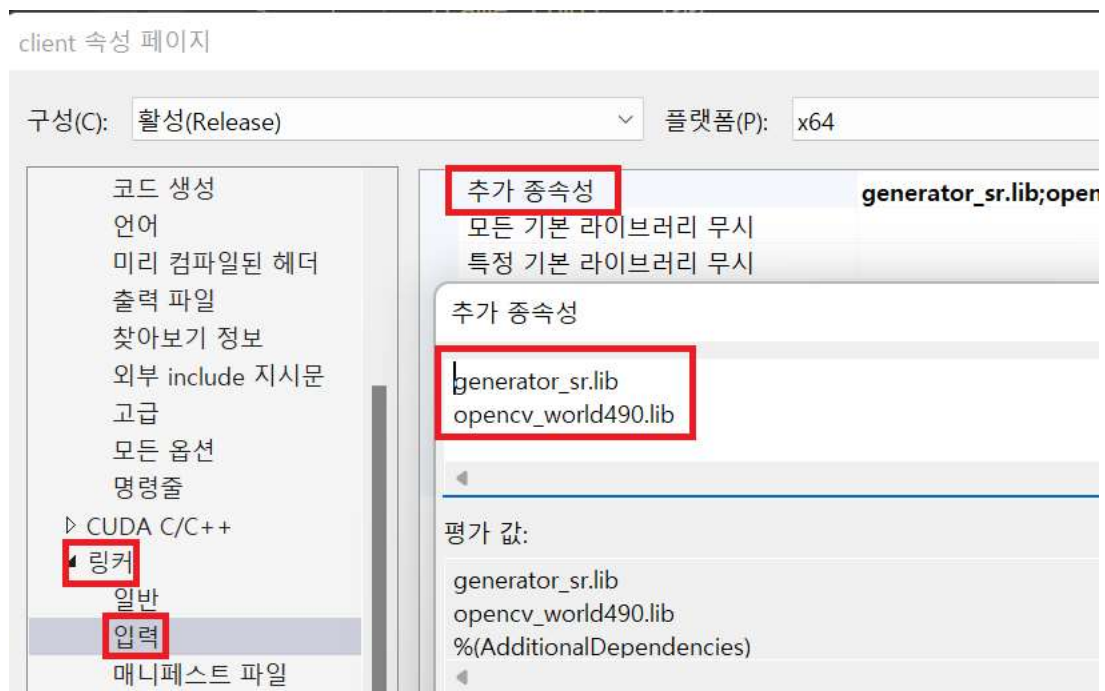 client 속성 페이지
구성(C): 활성(Release) 플랫폼(P): x64
코드 생성
언어
미리 컴파일된 헤더
출력 파일
찾아보기 정보
외부 include 지시문
고급
모든 옵션
명령줄
CUDA C/C++
링커
일반
입력
매니페스트 파일
추가 종속성 generator_sr.lib;open
모든 기본 라이브러리 무시
특정 기본 라이브러리 무시
추가 종속성
generator_sr.lib
opencv_world490.lib
평가 값:
generator_sr.lib
opencv_world490.lib
%(AdditionalDependencies)